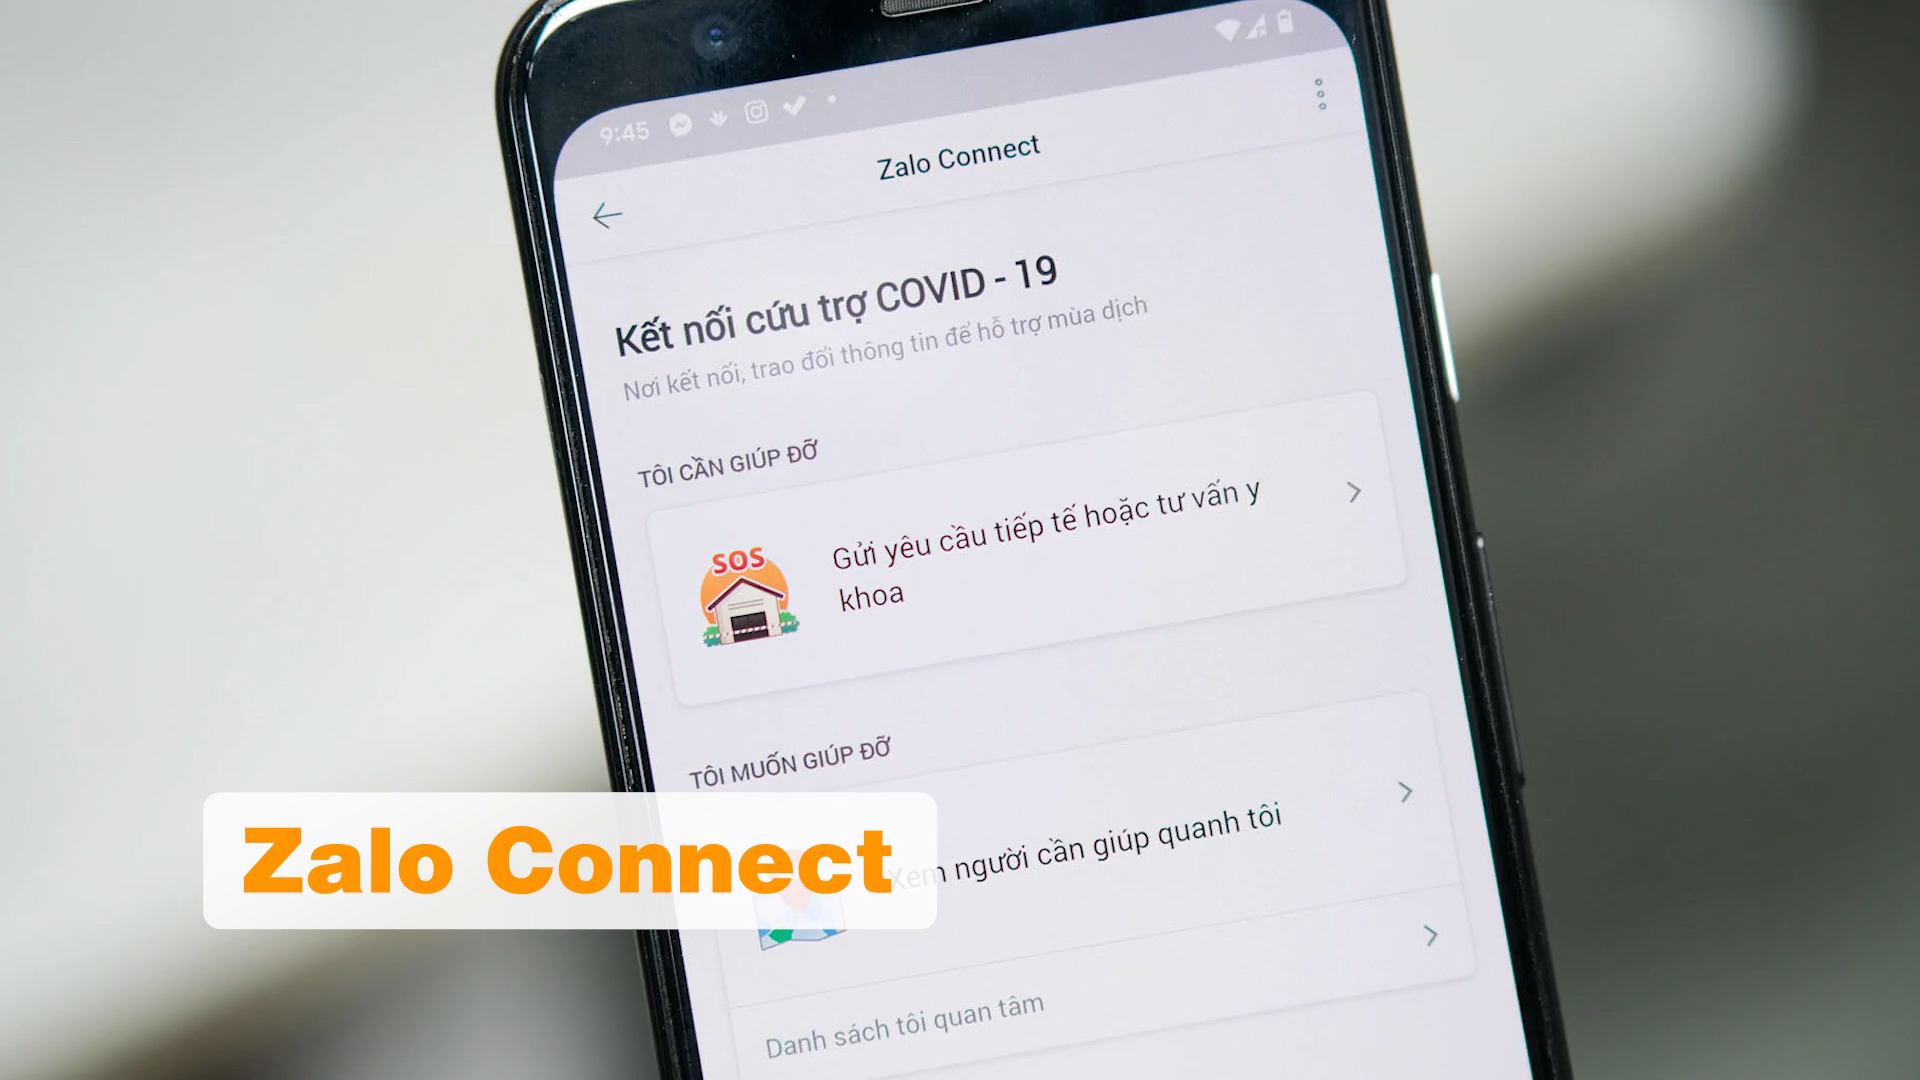 9:45
Zalo Connect
Kết nối cứu trợ COVID - 19
Nơi kết nối, trao đổi thông tin để hỗ trợ mùa dịch
TÔI CẦN GIÚP ĐỠ
SOS
Gửi yêu cầu tiếp tế hoặc tư vấn y
khoa
TÔI MUỐN GIÚP ĐỠ
Xem người cần giúp quanh tôi
Zalo Connect
Danh sách tôi quan tâm